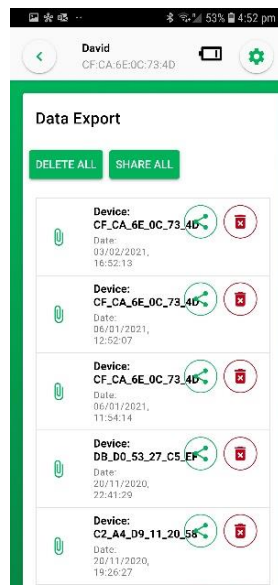 53% 4:52 pm
David
CF:CA:6E:0C:73:4D
Data Export
DELETE ALL SHARE ALL
Device:
CF_CA_6E_0C_73_4D
Date:
03/02/2021,
16:52:13
Device:
CF_CA_6E_0C_73_4D
Date:
06/01/2021,
12:52:07
Device:
CF_CA_6E_0C_73_4D
Date:
06/01/2021,
11:54:14
Device:
DB_D0_53_27_C5_EF
Date:
20/11/2020,
22:41:29
Device:
C2_A4_D9_11_20_58
Date:
20/11/2020,
19:26:27